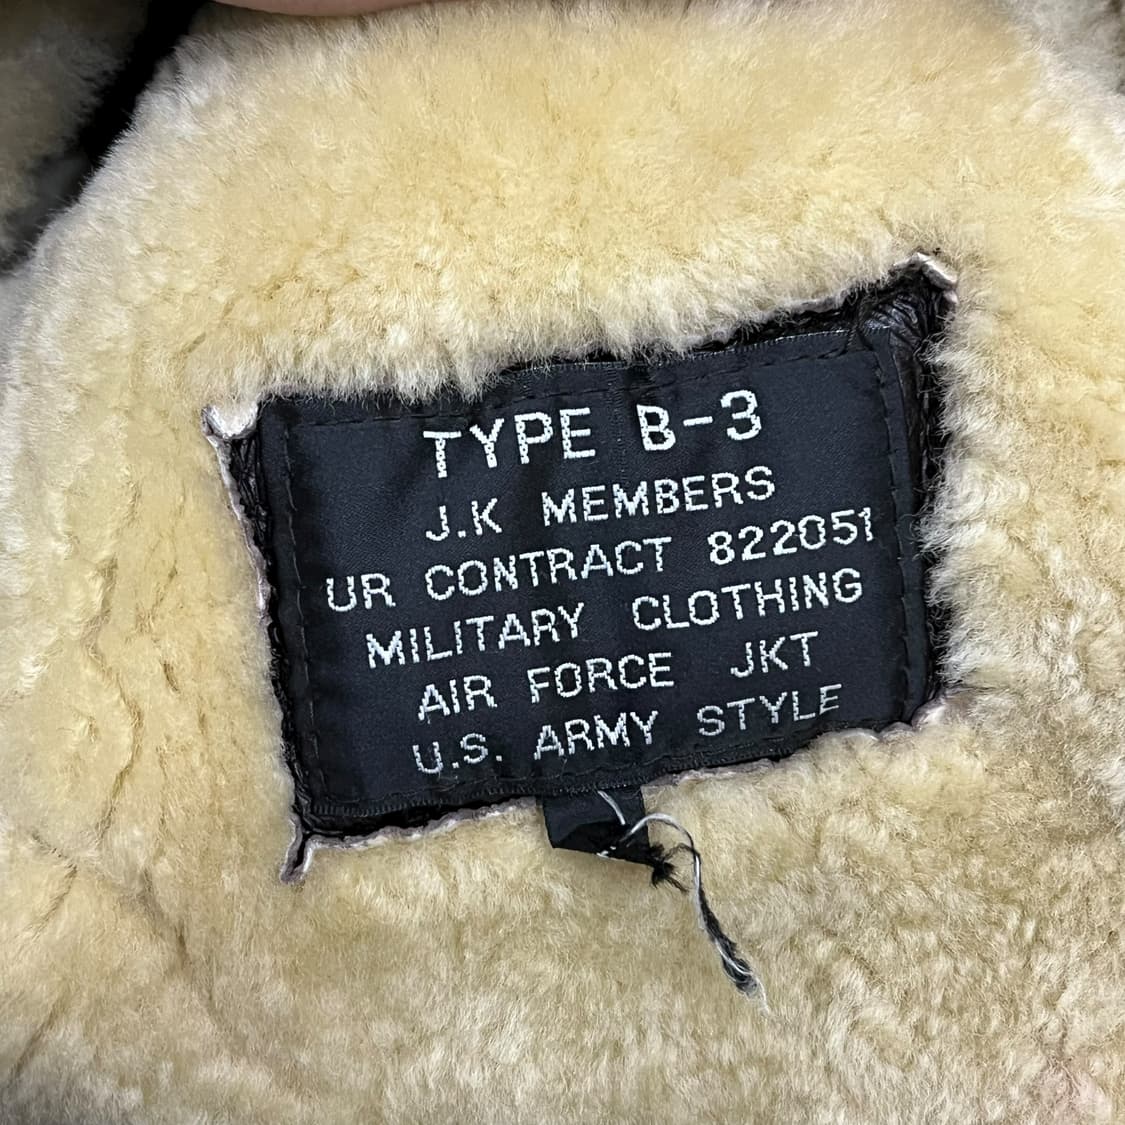 TYPE B-3
J.K MEMBERS
UR CONTRACT 822051
MILITARY CLOTHING
AIR FORCE JKT
U.S. ARMY STYLE